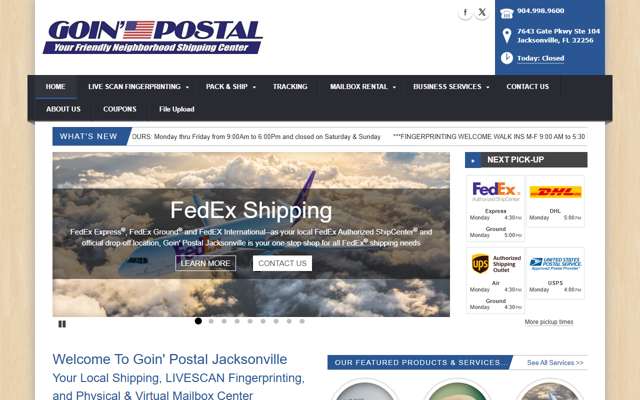 GOIN' POSTAL
Your Friendly Neighborhood Shipping Center
904.998.9600
7643 Gate Pkwy Ste 104
Jacksonville, FL 32256
Today: Closed
HOME
LIVE SCAN FINGERPRINTING
PACK & SHIP
TRACKING
MAILBOX RENTAL
BUSINESS SERVICES
CONTACT US
ABOUT US
COUPONS
File Upload
WHAT'S NEW
OURS: Monday thru Friday from 9:00Am to 6:00Pm and closed on Saturday & Sunday
***FINGERPRINTING WELCOME WALK INS M-F 9:00 AM to 5:30
FedEx Shipping
FedEx Express®, FedEx Ground® and FedEX International--as your local FedEx Authorized ShipCenter® and
official drop-off location, Goin' Postal Jacksonville is your one-stop shop for all FedEx® shipping needs
LEARN MORE
CONTACT US
NEXT PICK-UP
FedEx
Authorized ShipCenter
Express
Monday 4:30PM
Ground
Monday 5:00PM
DHL
DHL
Monday 5:00PM
ups
Authorized
Shipping
Outlet
Air
Monday 4:30PM
Ground
Monday 4:30PM
UNITED STATES
POSTAL SERVICE
Approved Postal Provider
USPS
Monday 4:00PM
More pickup times
Welcome To Goin' Postal Jacksonville
Your Local Shipping, LIVESCAN Fingerprinting,
and Physical & Virtual Mailbox Center
OUR FEATURED PRODUCTS & SERVICES...
See All Services >>